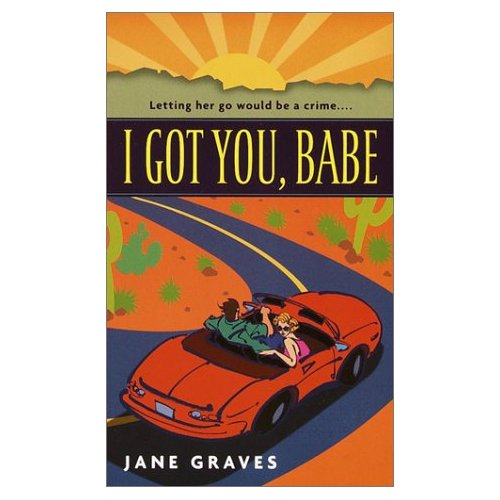 Letting her go would be a crime....
I GOT YOU, BABE
JANE GRAVES